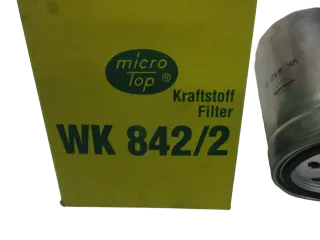 micro
Top ®
Kraftstoff
Filter
WK 842/2